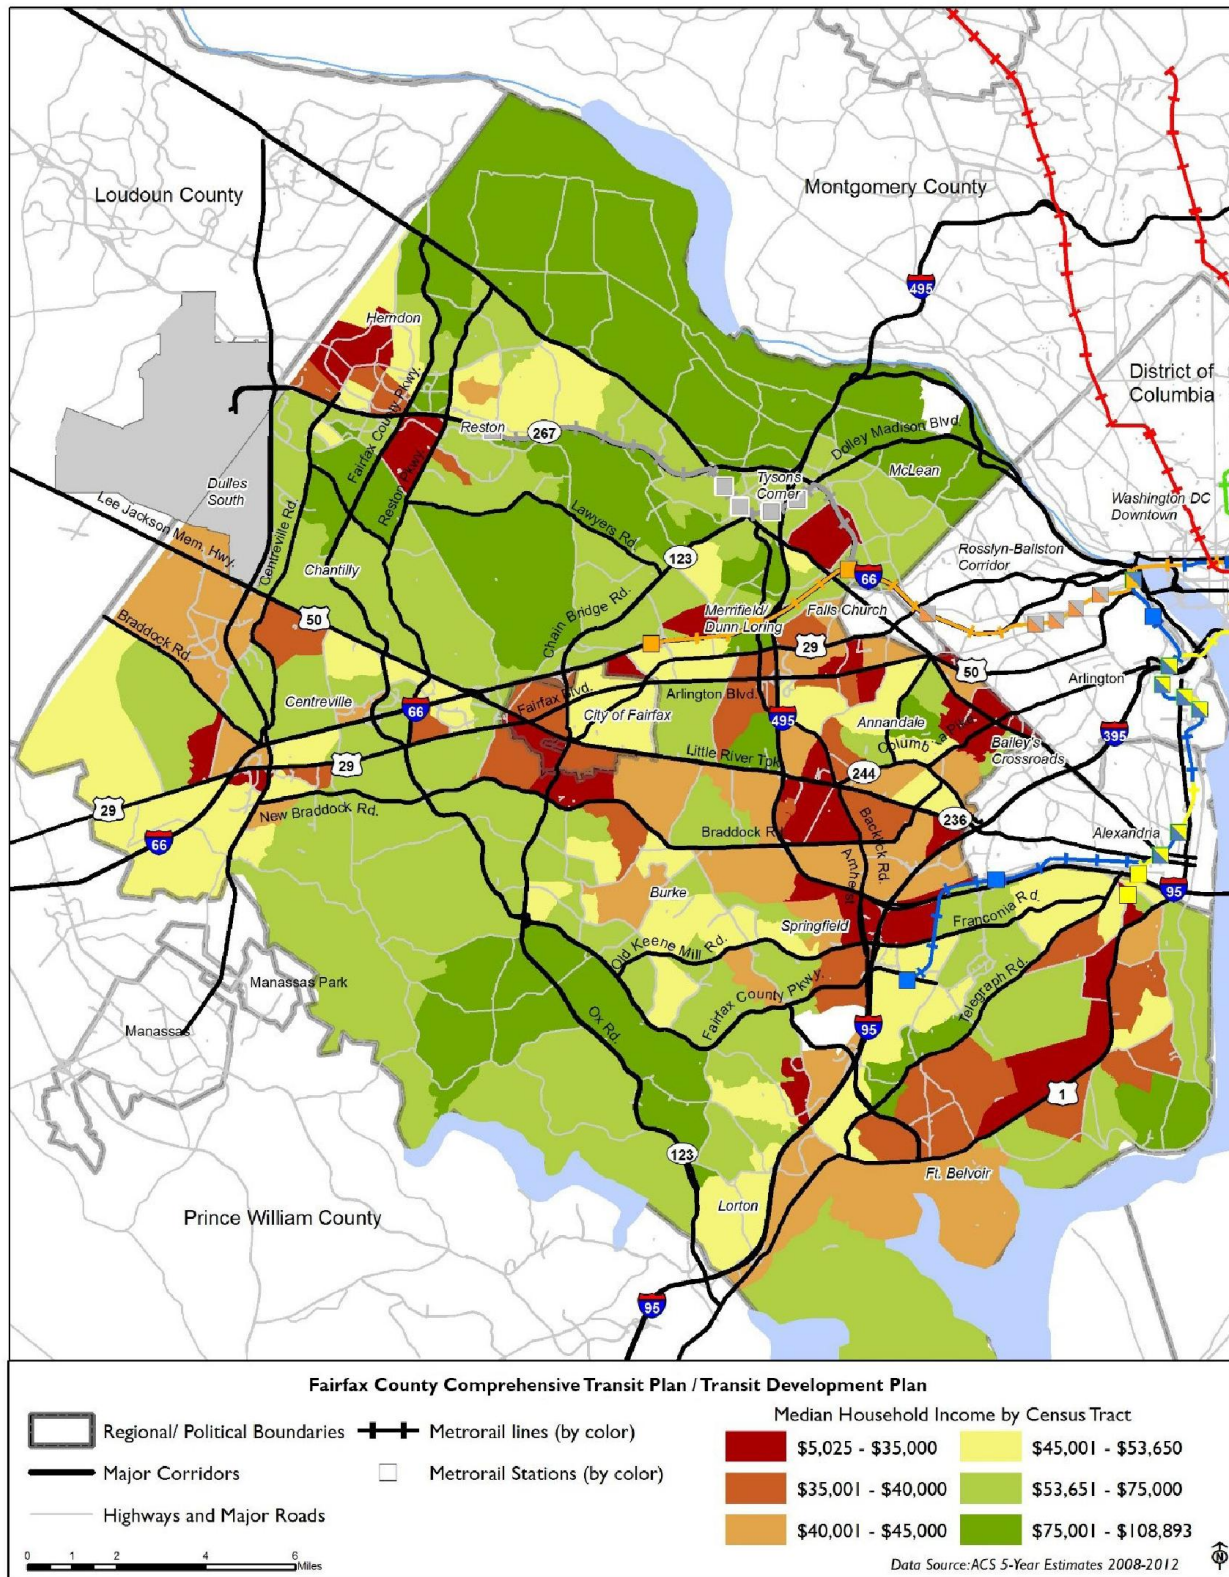 Loudoun County
Montgomery County
495
Herndon
District of
Columbia
Fairfax County Pkwy.
Reston
267
Dolley Madison Blvd.
McLean
Tyson's
Corner
Dulles
South
Reston Pkwy.
Washington DC
Downtown
Lee Jackson Mem. Hwy.
Centreville Rd.
Lawyers Rd.
Rosslyn-Ballston
Corridor
Chantilly
123
66
Chain Bridge Rd.
Merrifield/
Dunn Loring
Falls Church
50
Braddock Rd.
29
50
Arlington
Centreville
66
Fairfax Blvd.
Arlington Blvd.
City of Fairfax
495
Annandale
Columbia Pike
Bailey's
Crossroads
395
Little River Tpk.
29
244
29
New Braddock Rd.
236
Braddock Rd.
Backlick Rd.
Alexandria
66
Amherst
Burke
95
Springfield
Franconia Rd.
Old Keene Mill Rd.
Manassas Park
Fairfax County Pkwy.
Telegraph Rd.
Manassas
Ox Rd.
95
1
123
Ft. Belvoir
Lorton
Prince William County
95
Fairfax County Comprehensive Transit Plan / Transit Development Plan
Regional/ Political Boundaries
Metrorail lines (by color)
Major Corridors
Metrorail Stations (by color)
Highways and Major Roads
0 1 2 4 6
Miles
Median Household Income by Census Tract
$5,025 - $35,000
$45,001 - $53,650
$35,001 - $40,000
$53,651 - $75,000
$40,001 - $45,000
$75,001 - $108,893
Data Source: ACS 5-Year Estimates 2008-2012
N